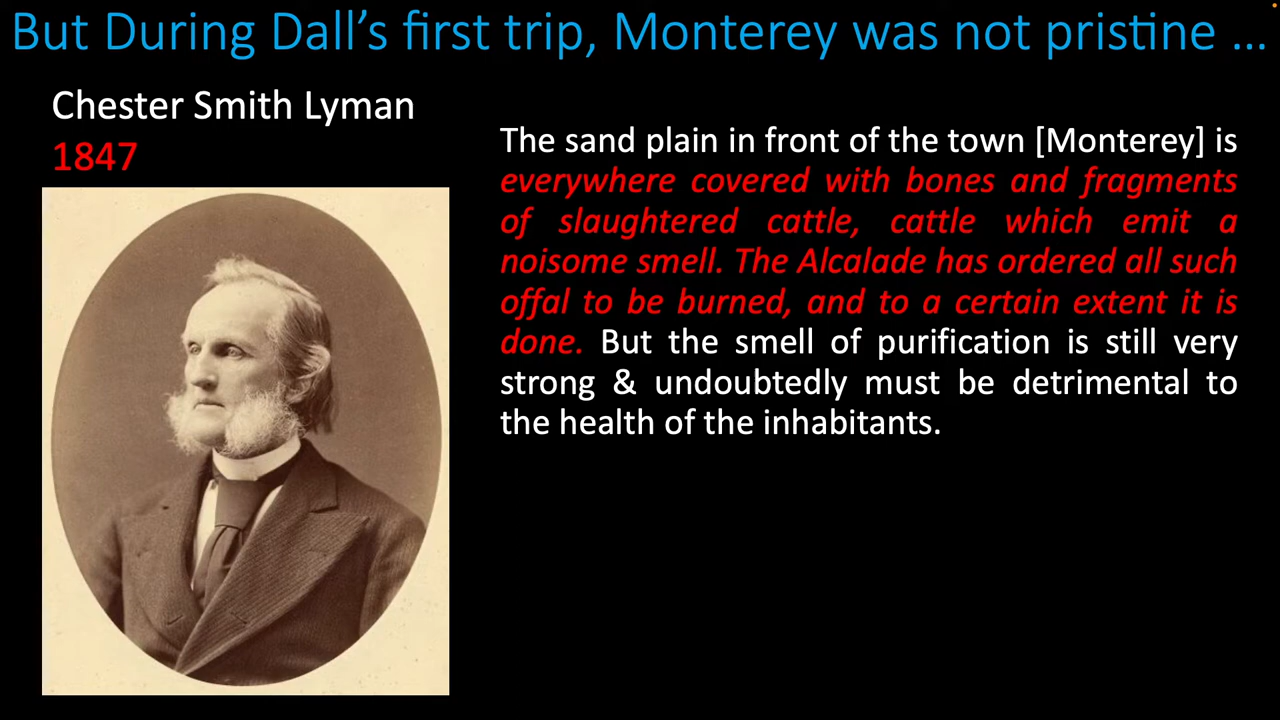 But During Dall’s first trip, Monterey was not pristine …
Chester Smith Lyman
1847
The sand plain in front of the town [Monterey] is
everywhere covered with bones and fragments
of slaughtered cattle, cattle which emit a
noisome smell. The Alcalade has ordered all such
offal to be burned, and to a certain extent it is
done. But the smell of purification is still very
strong & undoubtedly must be detrimental to
the health of the inhabitants.